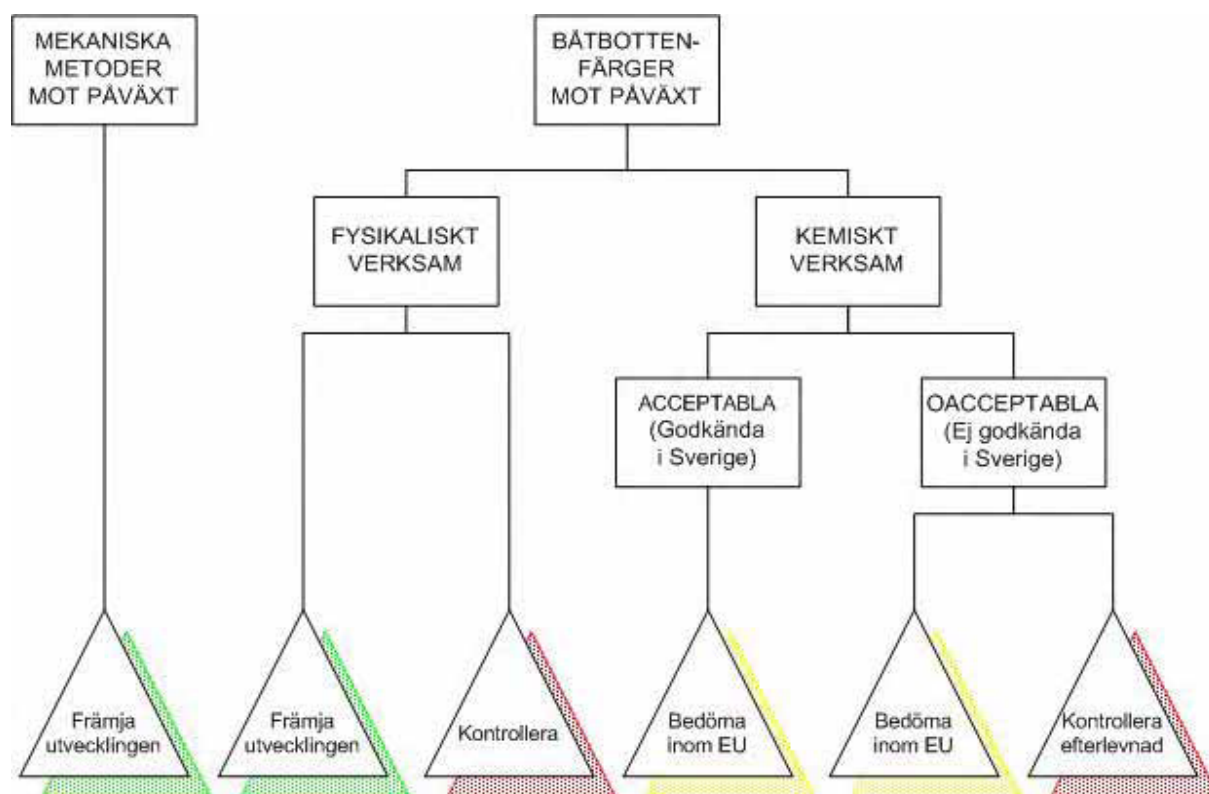 MEKANISKA
METODER
MOT PÅVÄXT
BÅTBOTTEN-
FÄRGER
MOT PÅVÄXT
FYSIKALISKT
VERKSAM
KEMISKT
VERKSAM
ACCEPTABLA
(Godkända
i Sverige)
OACCEPTABLA
(Ej godkända
i Sverige)
Främja
utvecklingen
Främja
utvecklingen
Kontrollera
Bedöma
inom EU
Bedöma
inom EU
Kontrollera
efterlevnad